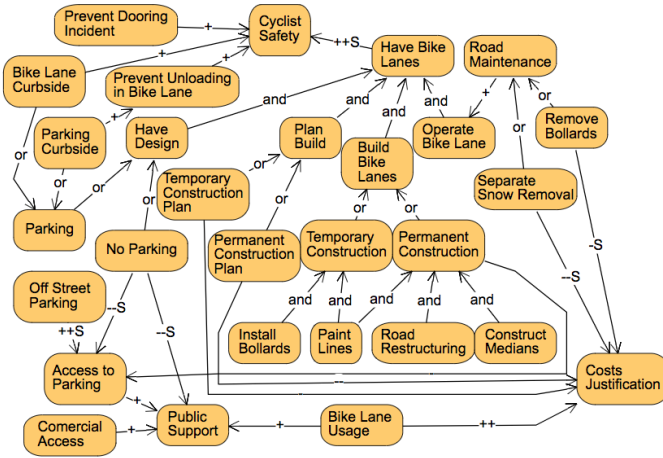 Prevent Dooring
Incident
Cyclist
Safety
Have Bike
Lanes
Road
Maintenance
Bike Lane
Curbside
Prevent Unloading
in Bike Lane
Parking
Curbside
Have
Design
Plan
Build
Build
Bike
Lanes
Operate
Bike Lane
Remove
Bollards
Temporary
Construction
Plan
Separate
Snow Removal
Parking
No Parking
Permanent
Construction
Plan
Temporary
Construction
Permanent
Construction
Off Street
Parking
Install
Bollards
Paint
Lines
Road
Restructuring
Construct
Medians
Access to
Parking
Costs
Justification
Comercial
Access
Public
Support
Bike Lane
Usage
+
+
+
++S
+
and
and
and
and
+
or
or
or
or
or
or
or
or
or
or
or
--S
--S
++S
and
and
and
and
and
-S
--S
--
-
+
+
+
++